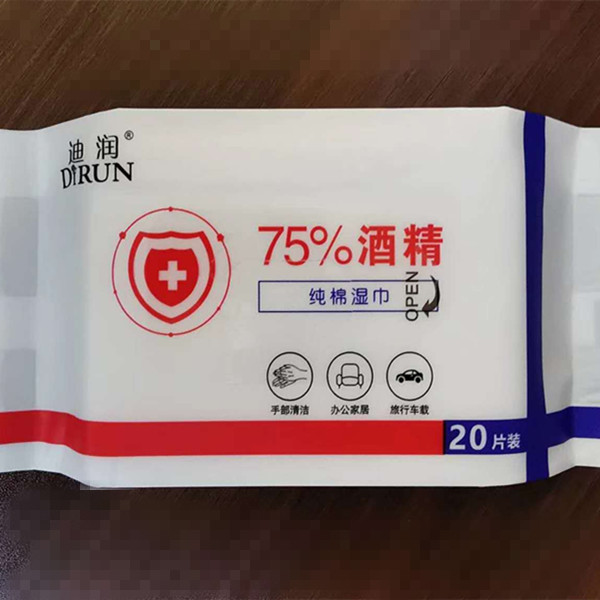 迪润®
DIRUN
75%酒精
纯棉湿巾
OPEN
手部清洁 办公家居 旅行车载
20片装